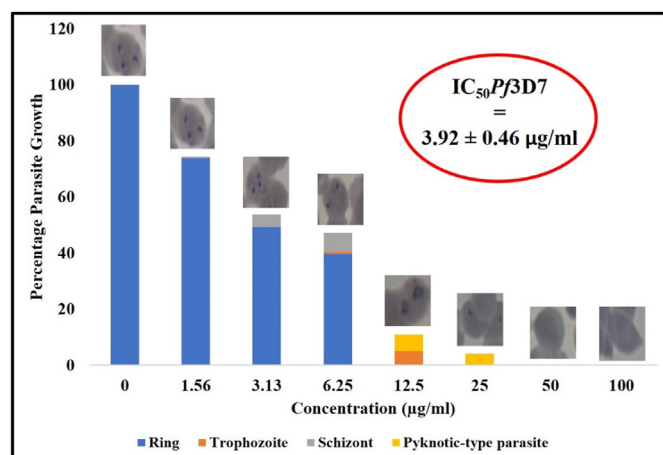 120
100
80
60
40
20
0
Percentage Parasite Growth
IC50Pf3D7
=
3.92 ± 0.46 µg/ml
0 1.56 3.13 6.25 12.5 25 50 100
Concentration (µg/ml)
Ring Trophozoite Schizont Pyknotic-type parasite